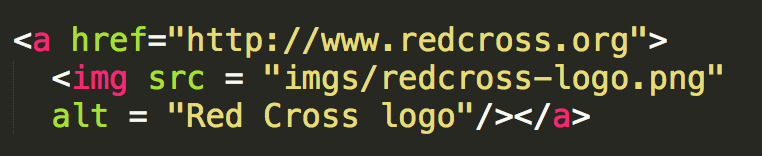 <a href="http://www.redcross.org">
<img src = "imgs/redcross-logo.png"
alt = "Red Cross logo"/></a>